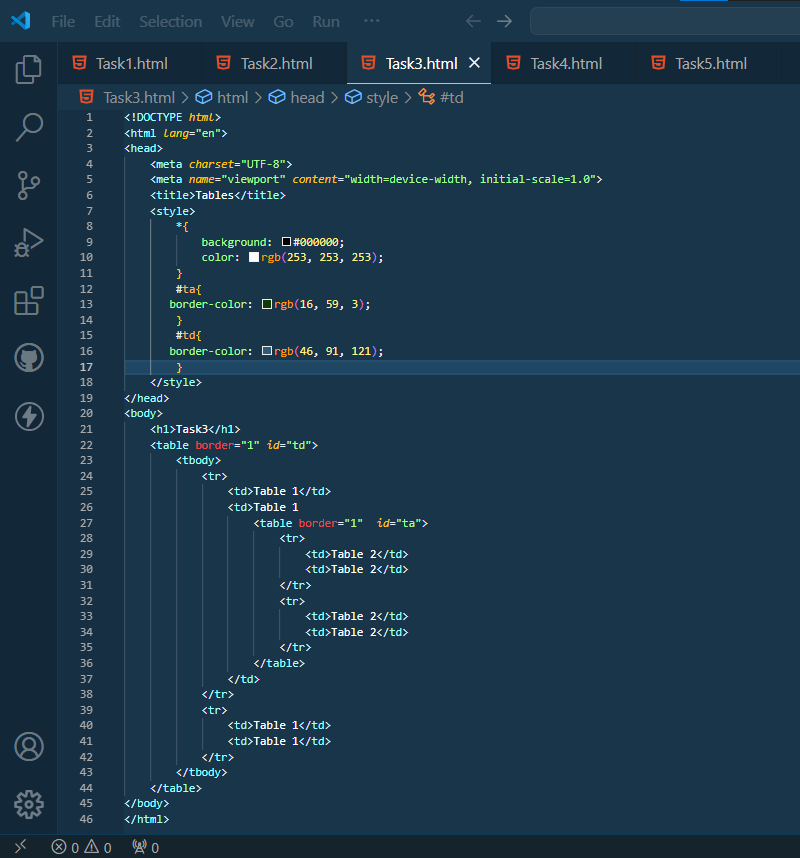 File Edit Selection View Go Run ···
Task1.html Task2.html Task3.html Task4.html Task5.html
Task3.html > html > head > style > #td
1 <!DOCTYPE html>
2 <html lang="en">
3 <head>
4 <meta charset="UTF-8">
5 <meta name="viewport" content="width=device-width, initial-scale=1.0">
6 <title>Tables</title>
7 <style>
8 *{
9 background: #000000;
10 color: rgb(253, 253, 253);
11 }
12 #ta{
13 border-color: rgb(16, 59, 3);
14 }
15 #td{
16 border-color: rgb(46, 91, 121);
17 }
18 </style>
19 </head>
20 <body>
21 <h1>Task3</h1>
22 <table border="1" id="td">
23 <tbody>
24 <tr>
25 <td>Table 1</td>
26 <td>Table 1
27 <table border="1"  id="ta">
28 <tr>
29 <td>Table 2</td>
30 <td>Table 2</td>
31 </tr>
32 <tr>
33 <td>Table 2</td>
34 <td>Table 2</td>
35 </tr>
36 </table>
37 </td>
38 </tr>
39 <tr>
40 <td>Table 1</td>
41 <td>Table 1</td>
42 </tr>
43 </tbody>
44 </table>
45 </body>
46 </html>
0 0 0